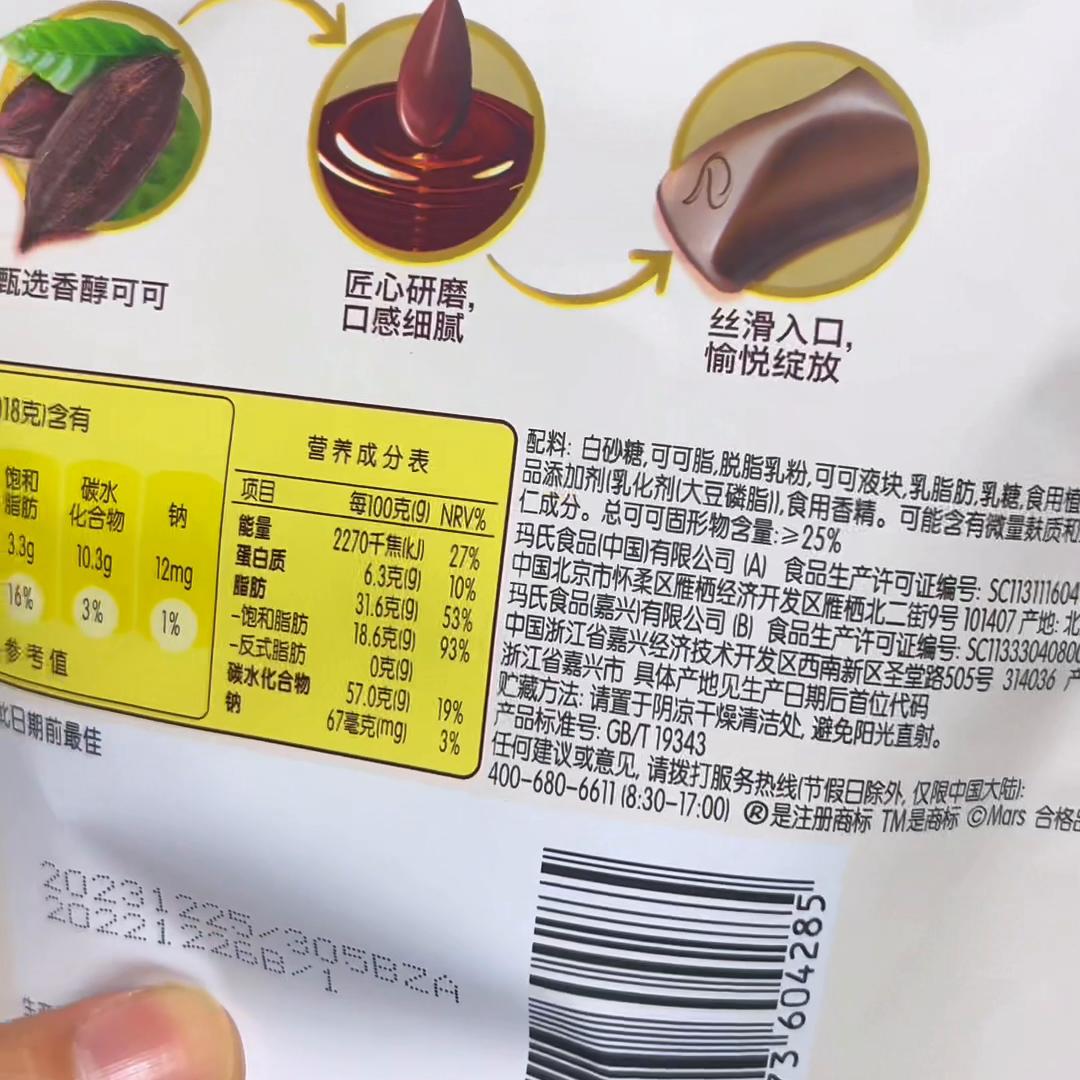 甄选香醇可可
匠心研磨,
口感细腻
丝滑入口,
愉悦绽放
18克)含有
饱和
脂肪
3.3g
16%
碳水
化合物
10.3g
3%
钠
12mg
1%
参考值
此日期前最佳
营养成分表
项目 每100克(g) NRV%
能量 2270千焦(kJ) 27%
蛋白质 6.3克(g) 10%
脂肪 31.6克(g) 53%
-饱和脂肪 18.6克(g) 93%
-反式脂肪 0克(g)
碳水化合物 57.0克(g) 19%
钠 67毫克(mg) 3%
配料: 白砂糖,可可脂,脱脂乳粉,可可液块,乳脂肪,乳糖,食用植
品添加剂(乳化剂(大豆磷脂)),食用香精。可能含有微量麸质和
仁成分。总可可固形物含量:≥25%
玛氏食品(中国)有限公司 (A) 食品生产许可证编号: SC113111604
中国北京市怀柔区雁栖经济开发区雁栖北二街9号 101407 产地: 北
玛氏食品(嘉兴)有限公司 (B) 食品生产许可证编号: SC1133304080
中国浙江省嘉兴经济技术开发区西南新区圣堂路505号 314036 产
浙江省嘉兴市 具体产地见生产日期后首位代码
贮藏方法: 请置于阴凉干燥清洁处, 避免阳光直射。
产品标准号: GB/T 19343
任何建议或意见, 请拨打服务热线(节假日除外, 仅限中国大陆):
400-680-6611 (8:30-17:00) ®是注册商标 TM是商标 ©Mars 合格
20231225/305BZA
20221226B/1
73 604285